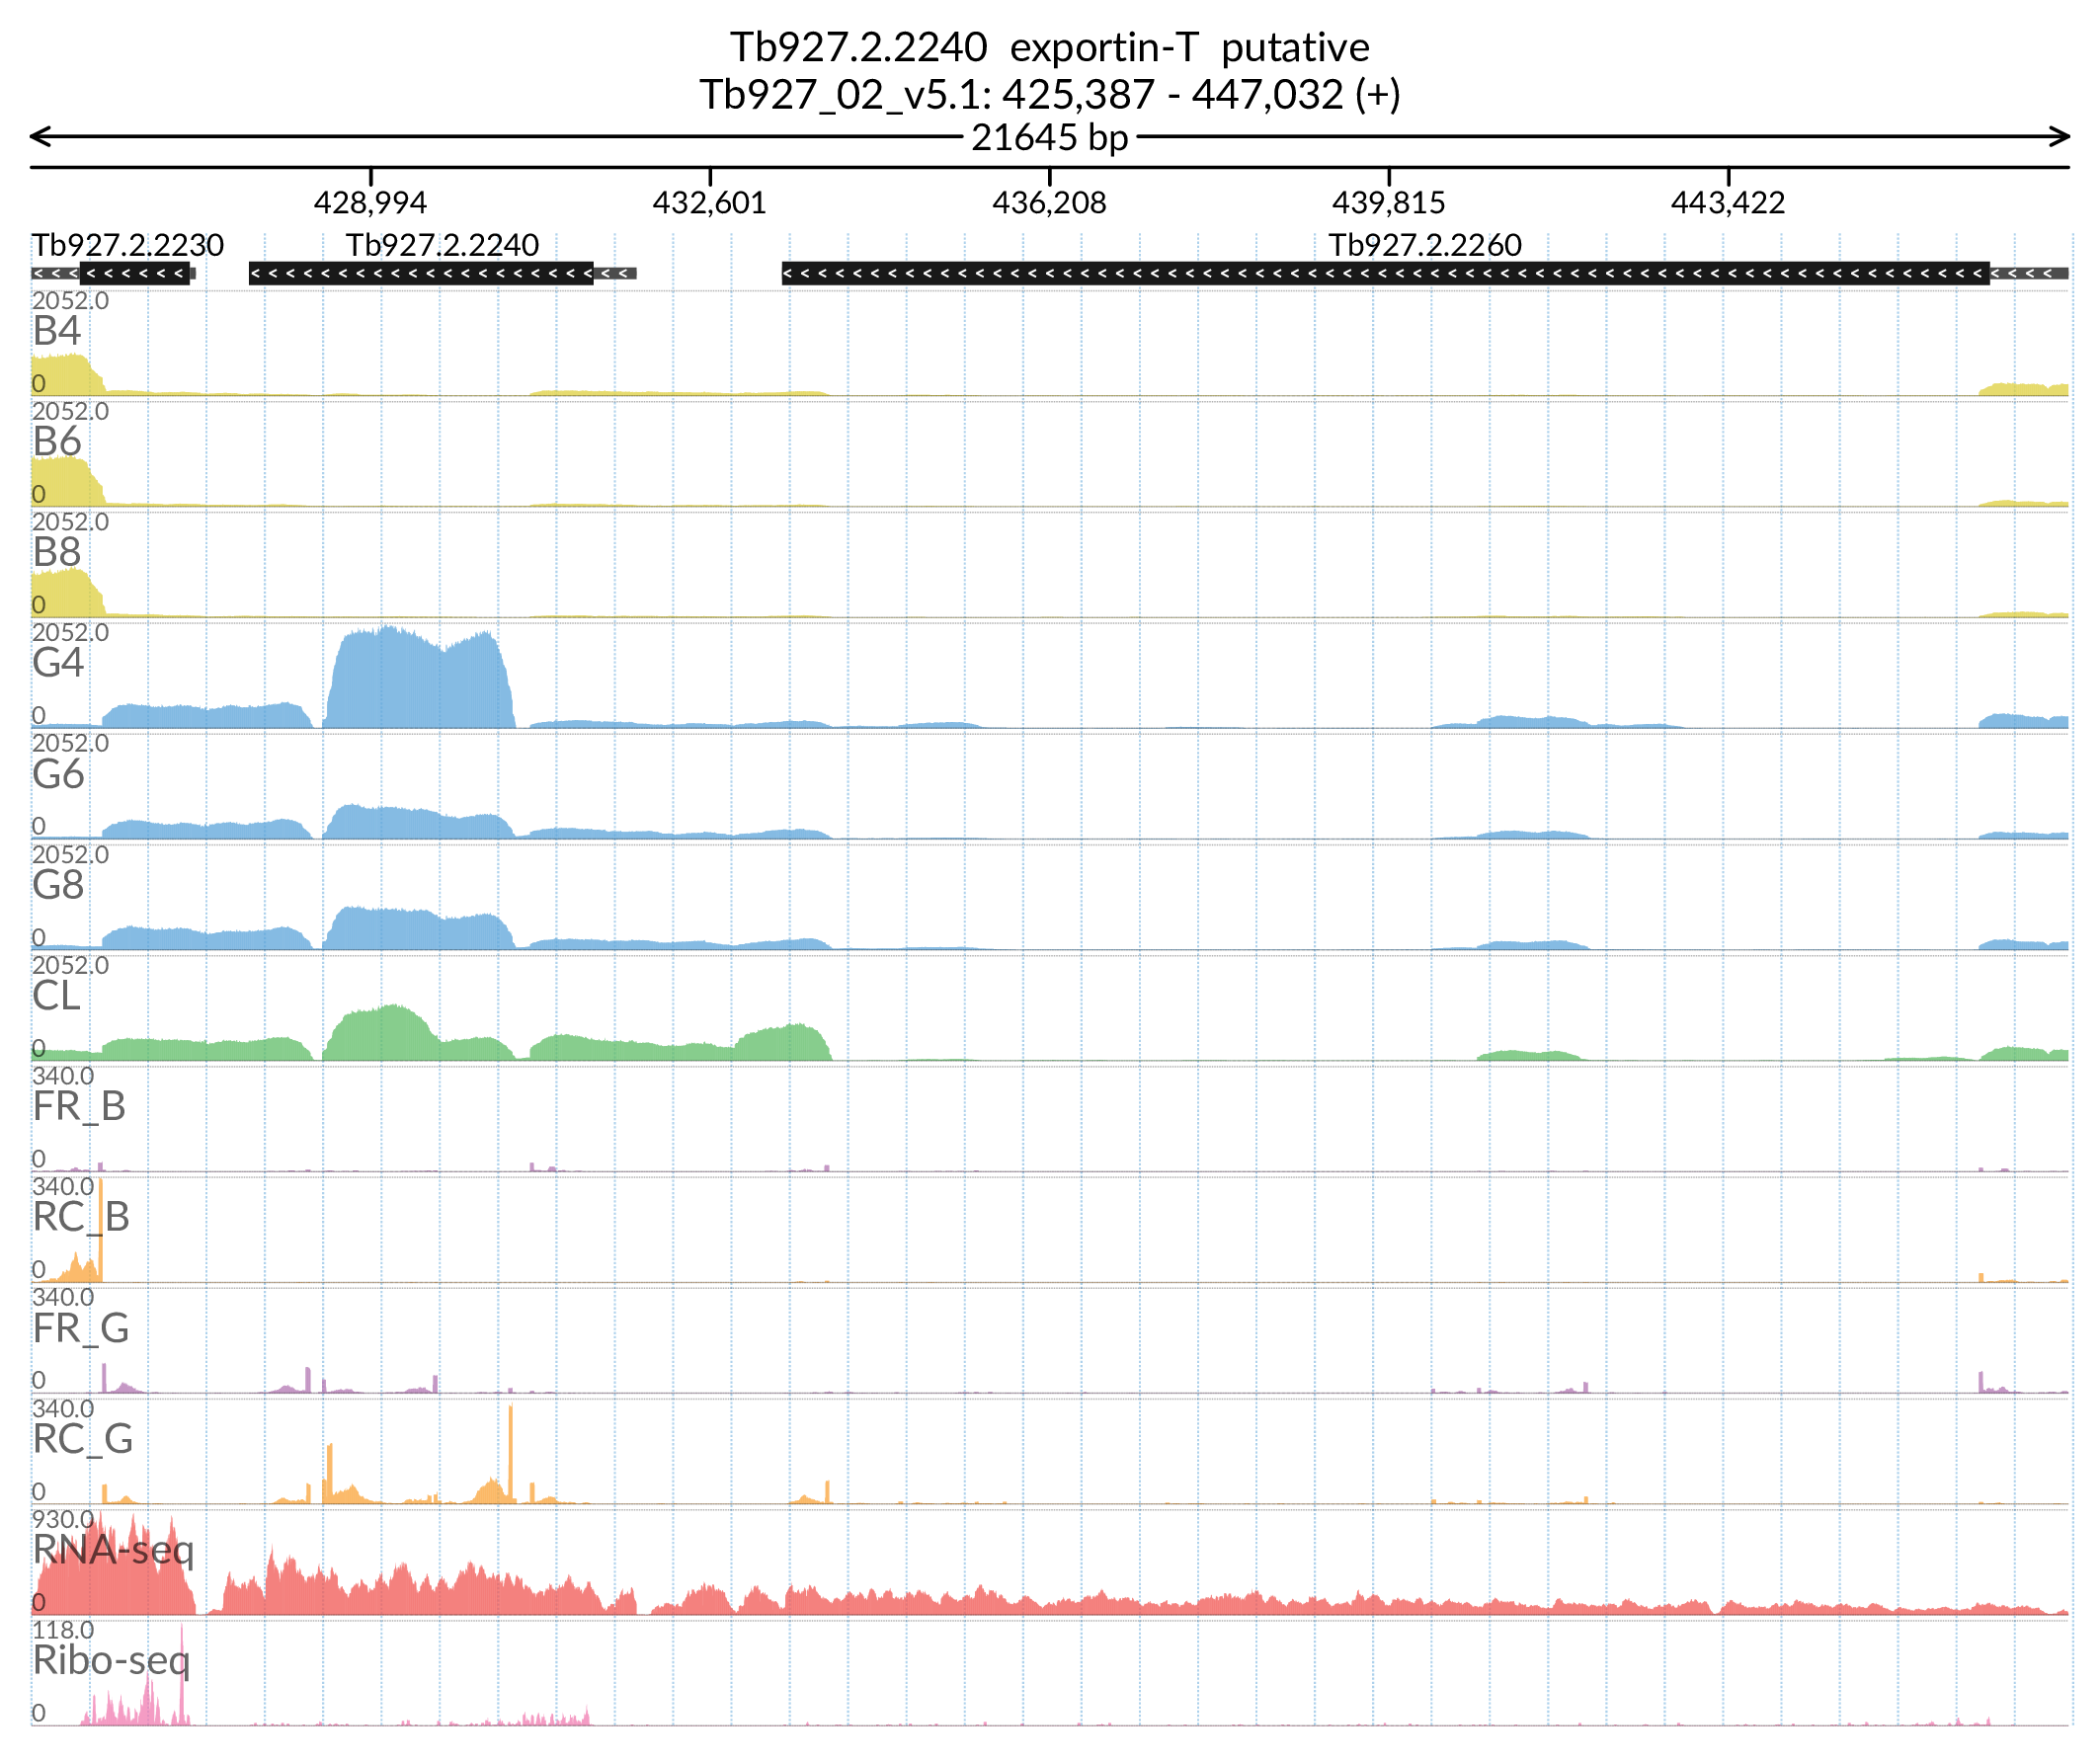 Tb927.2.2240 exportin-T putative
Tb927_02_v5.1: 425,387 - 447,032 (+)
21645 bp
428,994 432,601 436,208 439,815 443,422
Tb927.2.2230 Tb927.2.2240 Tb927.2.2260
2052.0
B4
0
2052.0
B6
0
2052.0
B8
0
2052.0
G4
0
2052.0
G6
0
2052.0
G8
0
2052.0
CL
0
340.0
FR_B
0
340.0
RC_B
0
340.0
FR_G
0
340.0
RC_G
0
930.0
RNA-seq
0
118.0
Ribo-seq
0